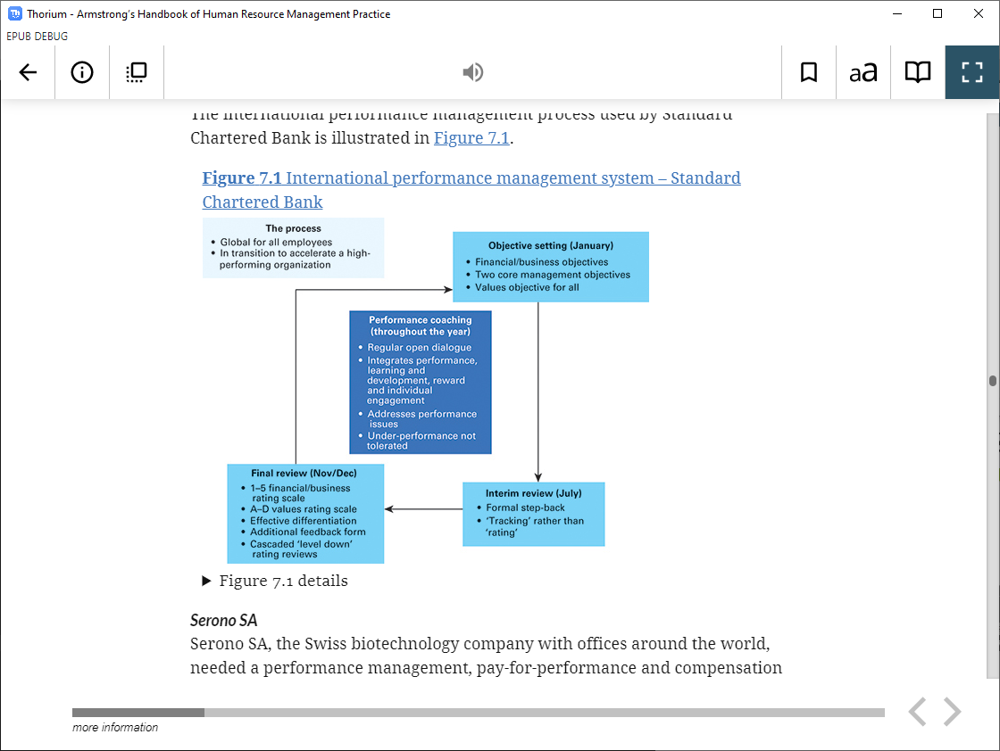 Thorium - Armstrong's Handbook of Human Resource Management Practice
EPUB DEBUG
aa
The international performance management process used by Standard
Chartered Bank is illustrated in Figure 7.1.
Figure 7.1 International performance management system – Standard
Chartered Bank
The process
• Global for all employees
• In transition to accelerate a high-
performing organization
Objective setting (January)
• Financial/business objectives
• Two core management objectives
• Values objective for all
Performance coaching
(throughout the year)
• Regular open dialogue
• Integrates performance,
learning and
development, reward
and individual
engagement
• Addresses performance
issues
• Under-performance not
tolerated
Final review (Nov/Dec)
• 1–5 financial/business
rating scale
• A–D values rating scale
• Effective differentiation
• Additional feedback form
• Cascaded ‘level down’
rating reviews
Interim review (July)
• Formal step-back
• ‘Tracking’ rather than
‘rating’
▶ Figure 7.1 details
Serono SA
Serono SA, the Swiss biotechnology company with offices around the world,
needed a performance management, pay-for-performance and compensation
more information